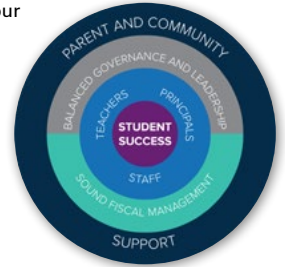 our
PARENT AND COMMUNITY
BALANCED GOVERNANCE AND LEADERSHIP
TEACHERS
PRINCIPALS
STUDENT
SUCCESS
STAFF
SOUND FISCAL MANAGEMENT
SUPPORT